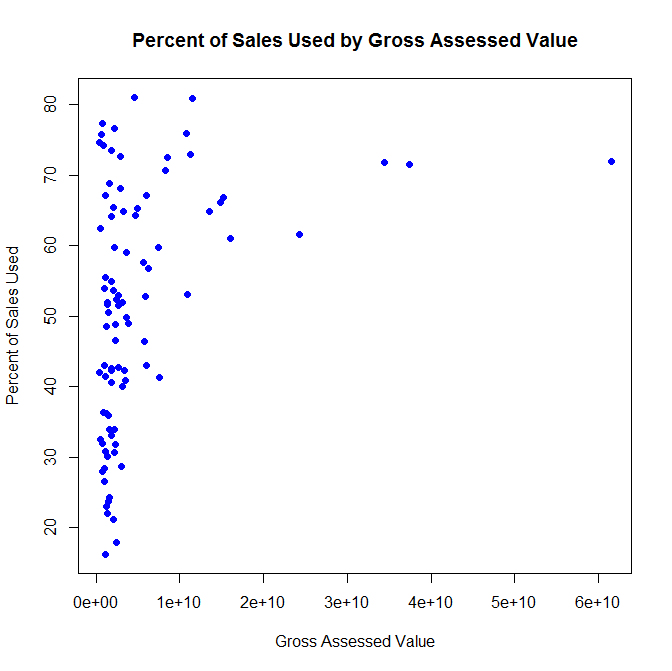 Percent of Sales Used by Gross Assessed Value
Percent of Sales Used
80
70
60
50
40
30
20
0e+00 1e+10 2e+10 3e+10 4e+10 5e+10 6e+10
Gross Assessed Value